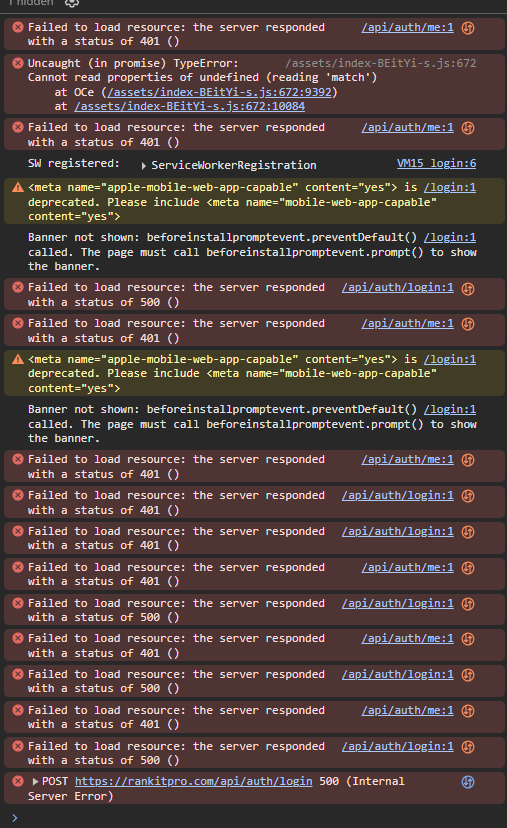 1 hidden
Failed to load resource: the server responded /api/auth/me:1
with a status of 401 ()
Uncaught (in promise) TypeError: /assets/index-BEitYi-s.js:672
Cannot read properties of undefined (reading 'match')
at OCe (/assets/index-BEitYi-s.js:672:9392)
at /assets/index-BEitYi-s.js:672:10084
Failed to load resource: the server responded /api/auth/me:1
with a status of 401 ()
SW registered: ▸ ServiceWorkerRegistration VM15 login:6
<meta name="apple-mobile-web-app-capable" content="yes"> is /login:1
deprecated. Please include <meta name="mobile-web-app-capable"
content="yes">
Banner not shown: beforeinstallpromptevent.preventDefault() /login:1
called. The page must call beforeinstallpromptevent.prompt() to show
the banner.
Failed to load resource: the server responded /api/auth/login:1
with a status of 500 ()
Failed to load resource: the server responded /api/auth/me:1
with a status of 401 ()
<meta name="apple-mobile-web-app-capable" content="yes"> is /login:1
deprecated. Please include <meta name="mobile-web-app-capable"
content="yes">
Banner not shown: beforeinstallpromptevent.preventDefault() /login:1
called. The page must call beforeinstallpromptevent.prompt() to show
the banner.
Failed to load resource: the server responded /api/auth/me:1
with a status of 401 ()
Failed to load resource: the server responded /api/auth/login:1
with a status of 401 ()
Failed to load resource: the server responded /api/auth/login:1
with a status of 401 ()
Failed to load resource: the server responded /api/auth/me:1
with a status of 401 ()
Failed to load resource: the server responded /api/auth/login:1
with a status of 500 ()
Failed to load resource: the server responded /api/auth/me:1
with a status of 401 ()
Failed to load resource: the server responded /api/auth/login:1
with a status of 500 ()
Failed to load resource: the server responded /api/auth/me:1
with a status of 401 ()
Failed to load resource: the server responded /api/auth/login:1
with a status of 500 ()
▸ POST https://rankitpro.com/api/auth/login 500 (Internal
Server Error)